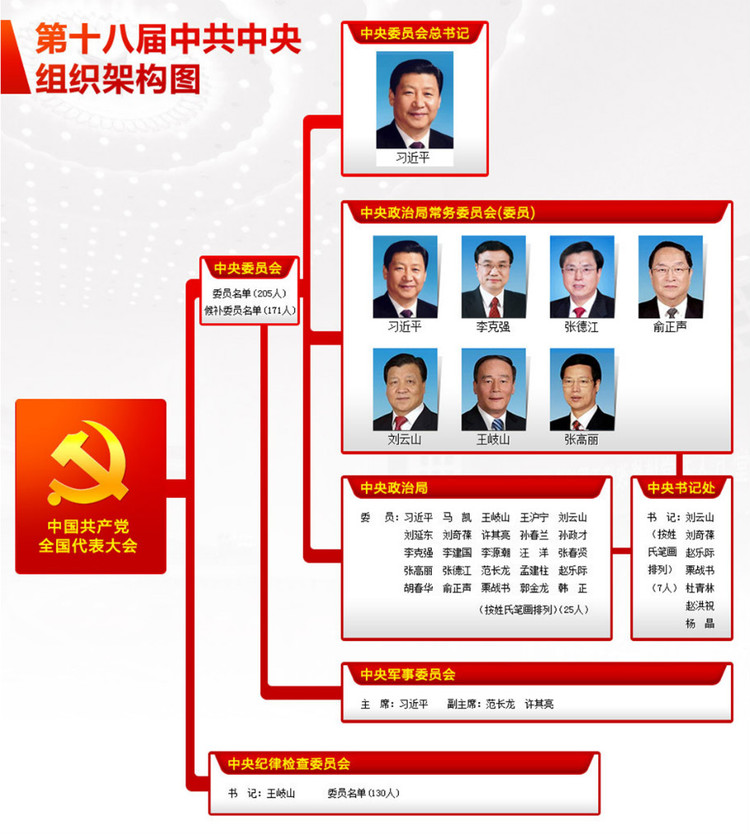 第十八届中共中央
组织架构图
中央委员会总书记
习近平
中央委员会
委员名单(205人)
候补委员名单(171人)
中央政治局常务委员会(委员)
习近平 李克强 张德江 俞正声
刘云山 王岐山 张高丽
中国共产党
全国代表大会
中央政治局
委 员：习近平 马 凯 王岐山 王沪宁 刘云山
刘延东 刘奇葆 许其亮 孙春兰 孙政才
李克强 李建国 李源潮 汪 洋 张春贤
张高丽 张德江 范长龙 孟建柱 赵乐际
胡春华 俞正声 栗战书 郭金龙 韩 正
(按姓氏笔画排列)(25人)
中央书记处
书 记：刘云山
(按姓 刘奇葆
氏笔画 赵乐际
排列) 栗战书
(7人) 杜青林
赵洪祝
杨 晶
中央军事委员会
主 席：习近平 副主席：范长龙 许其亮
中央纪律检查委员会
书 记：王岐山 委员名单(130人)